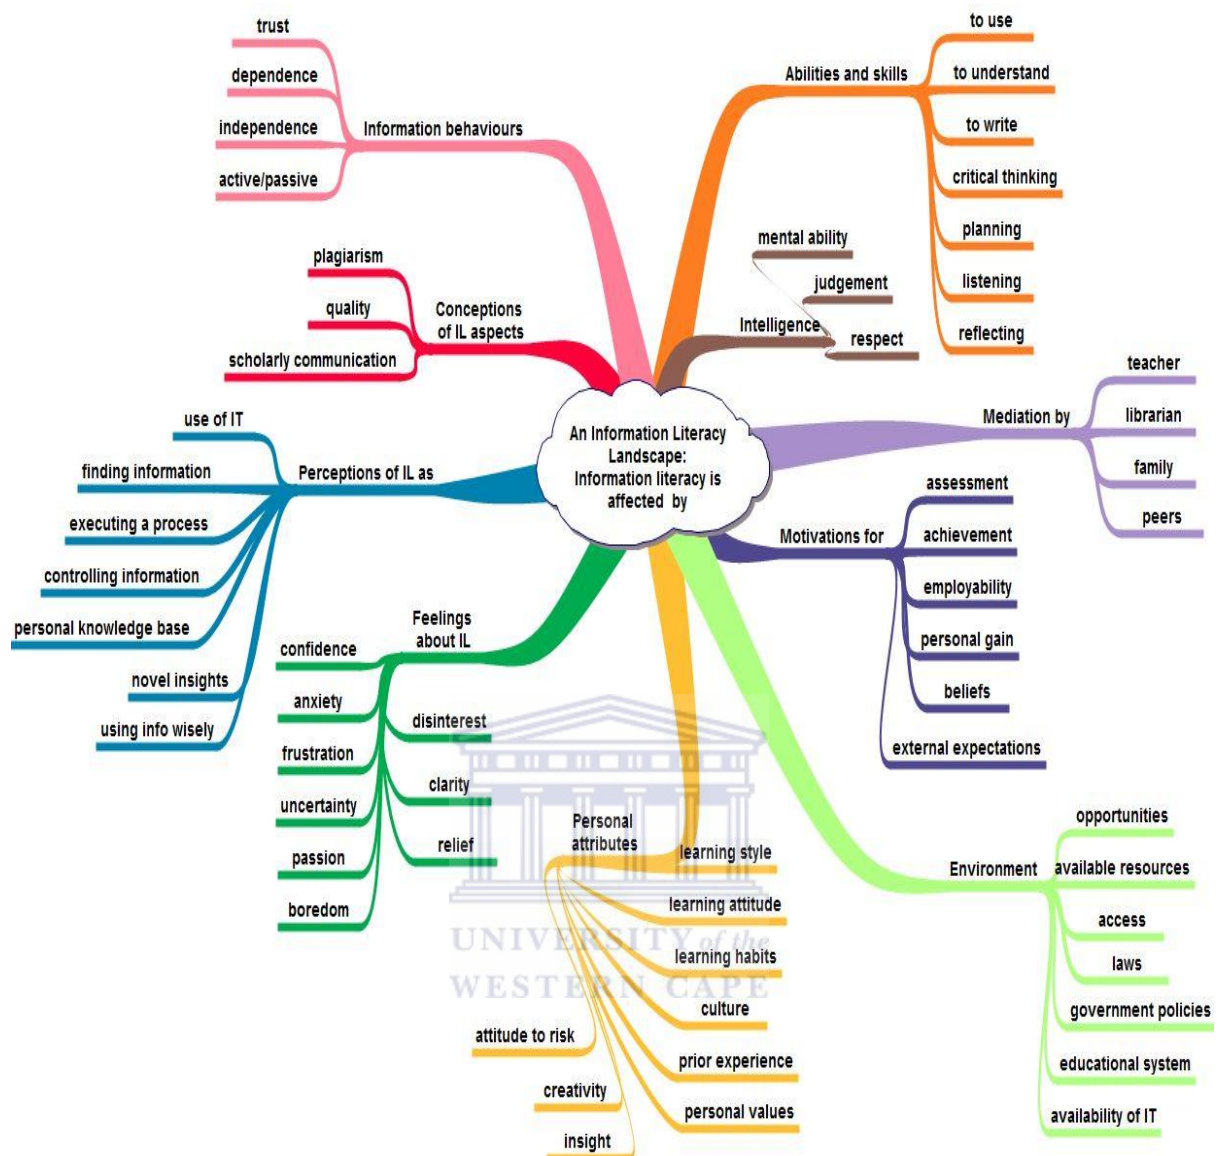 An Information Literacy
Landscape:
Information literacy is
affected by
Information behaviours
trust
dependence
independence
active/passive
Conceptions
of IL aspects
plagiarism
quality
scholarly communication
Perceptions of IL as
use of IT
finding information
executing a process
controlling information
personal knowledge base
novel insights
using info wisely
Feelings
about IL
confidence
anxiety
frustration
uncertainty
passion
boredom
disinterest
clarity
relief
Personal
attributes
learning style
learning attitude
learning habits
culture
prior experience
personal values
attitude to risk
creativity
insight
Abilities and skills
to use
to understand
to write
critical thinking
planning
listening
reflecting
Intelligence
mental ability
judgement
respect
Mediation by
teacher
librarian
family
peers
Motivations for
assessment
achievement
employability
personal gain
beliefs
external expectations
Environment
opportunities
available resources
access
laws
government policies
educational system
availability of IT
UNIVERSITY of the
WESTERN CAPE